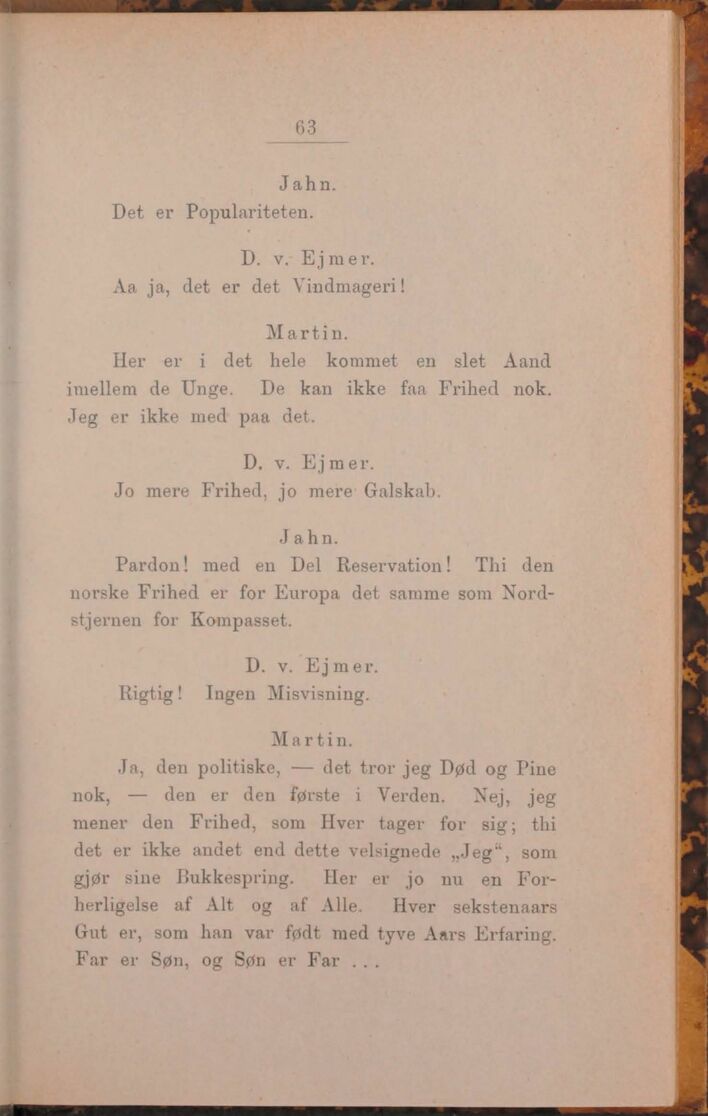 63
Jahn.
Det er Populariteten.
D. v. Ejmer.
Aa ja, det er det Vindmageri!
Martin.
Her er i det hele kommet en slet Aand
imellem de Unge. De kan ikke faa Frihed nok.
Jeg er ikke med paa det.
D. v. Ejmer.
Jo mere Frihed, jo mere Galskab.
Jahn.
Pardon! med en Del Reservation! Thi den
norske Frihed er for Europa det samme som Nord-
stjernen for Kompasset.
D. v. Ejmer.
Rigtig! Ingen Misvisning.
Martin.
Ja, den politiske, — det tror jeg Død og Pine
nok, — den er den første i Verden. Nej, jeg
mener den Frihed, som Hver tager for sig; thi
det er ikke andet end dette velsignede „Jeg“, som
gjør sine Bukkespring. Her er jo nu en For-
herligelse af Alt og af Alle. Hver sekstenaars
Gut er, som han var født med tyve Aars Erfaring.
Far er Søn, og Søn er Far ...